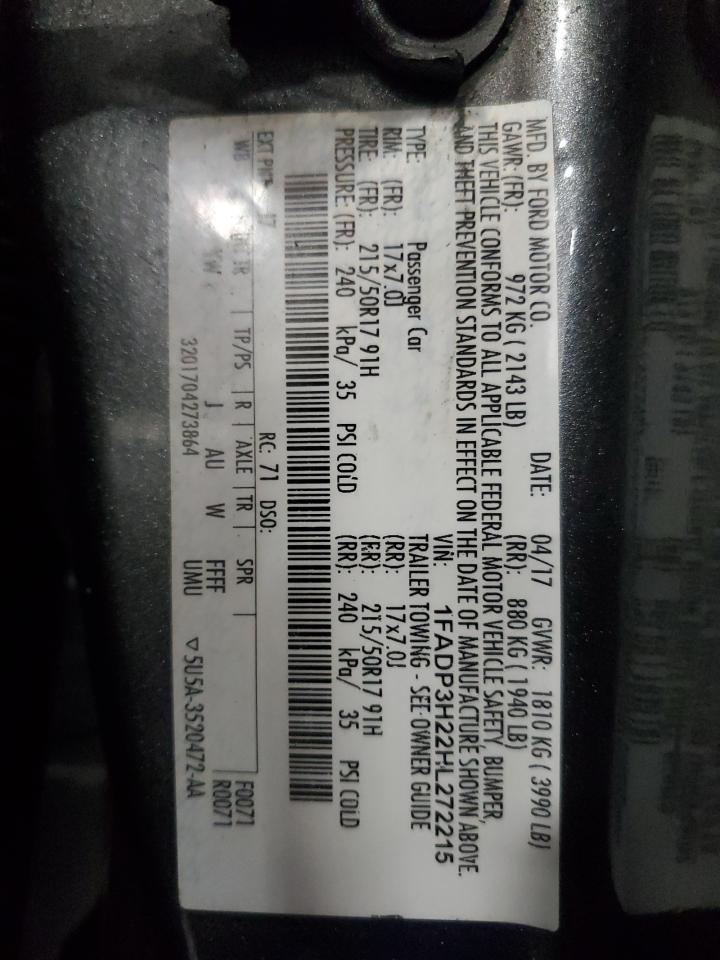 MFD. BY FORD MOTOR CO. DATE: 04/17 GVWR: 1810 KG ( 3990 LB)
GAWR: (FR): 972 KG ( 2143 LB) (RR): 880 KG ( 1940 LB)
THIS VEHICLE CONFORMS TO ALL APPLICABLE FEDERAL MOTOR VEHICLE SAFETY, BUMPER,
AND THEFT PREVENTION STANDARDS IN EFFECT ON THE DATE OF MANUFACTURE SHOWN ABOVE.
VIN: 1FADP3H22HL272215
TYPE: Passenger Car TRAILER TOWING - SEE OWNER GUIDE
RIM: (FR): 17x7.0J (RR): 17x7.0J
TIRE: (FR): 215/50R17 91H (RR): 215/50R17 91H
PRESSURE: (FR): 240 kPa/ 35 PSI COLD (RR): 240 kPa/ 35 PSI COLD
EXT RC: 71 DSO: F0071
WB TR | TP/PS | R | AXLE | TR | SPR R0071
J AU W FFFF
3201704273864 UMU ▽5U5A-3520472-AA